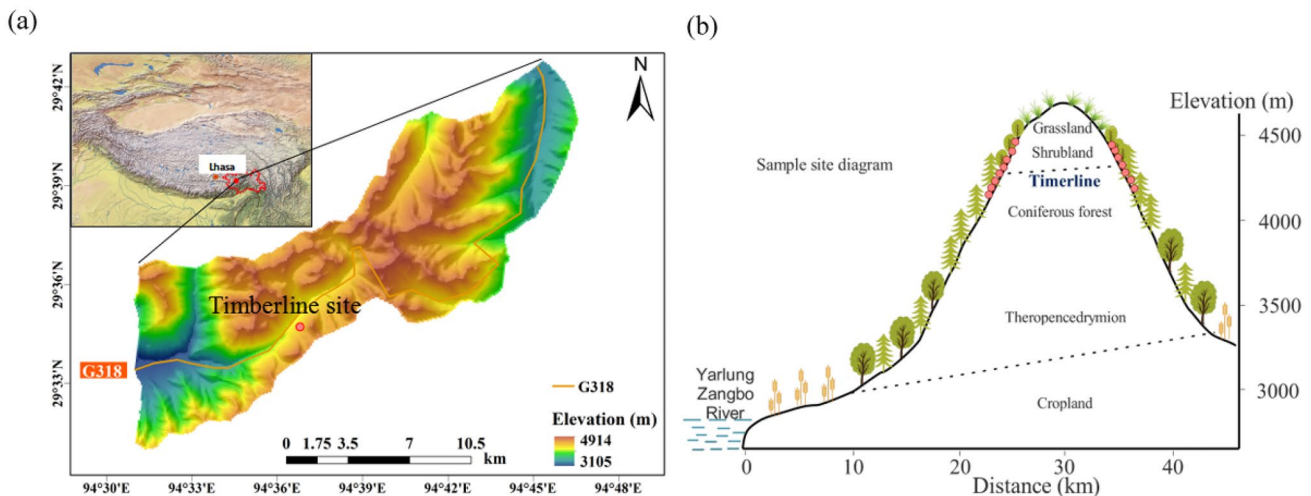 (a)
N
29°42'N
29°39'N
29°36'N
29°33'N
Lhasa
Timberline site
G318
G318
Elevation (m)
4914
3105
0 1.75 3.5 7 10.5
km
94°30'E 94°33'E 94°36'E 94°39'E 94°42'E 94°45'E 94°48'E
(b)
Elevation (m)
4500
4000
3500
3000
Sample site diagram
Grassland
Shrubland
Timerline
Coniferous forest
Theropencedrymion
Cropland
Yarlung
Zangbo
River
0 10 20 30 40
Distance (km)